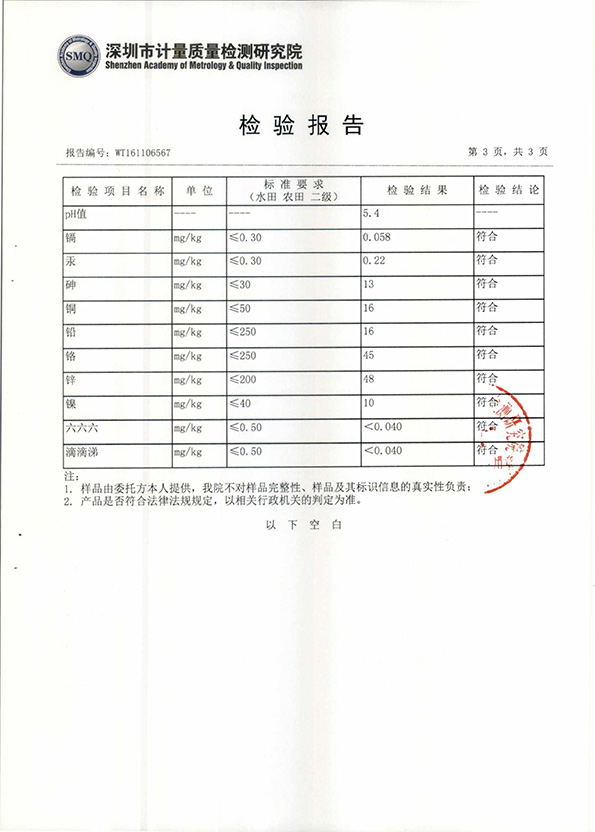 SMQ 深圳市计量质量检测研究院
Shenzhen Academy of Metrology & Quality Inspection
检验报告
报告编号：WT161106567 第 3 页，共 3 页
检验项目名称 单位 标准要求（水田 农田 二级） 检验结果 检验结论
pH值 ---- ---- 5.4 ----
镉 mg/kg ≤0.30 0.058 符合
汞 mg/kg ≤0.30 0.22 符合
砷 mg/kg ≤30 13 符合
铜 mg/kg ≤50 16 符合
铅 mg/kg ≤250 16 符合
铬 mg/kg ≤250 45 符合
锌 mg/kg ≤200 48 符合
镍 mg/kg ≤40 10 符合
六六六 mg/kg ≤0.50 <0.040 符合
滴滴涕 mg/kg ≤0.50 <0.040 符合
注：
1. 样品由委托方本人提供，我院不对样品完整性、样品及其标识信息的真实性负责；
2. 产品是否符合法律法规规定，以相关行政机关的判定为准。
以下空白